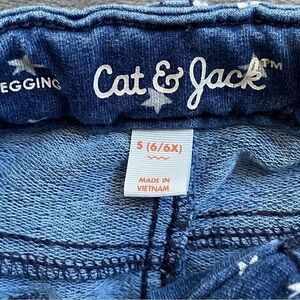 EGGING
Cat & Jack™
S (6/6X)
MADE IN
VIETNAM